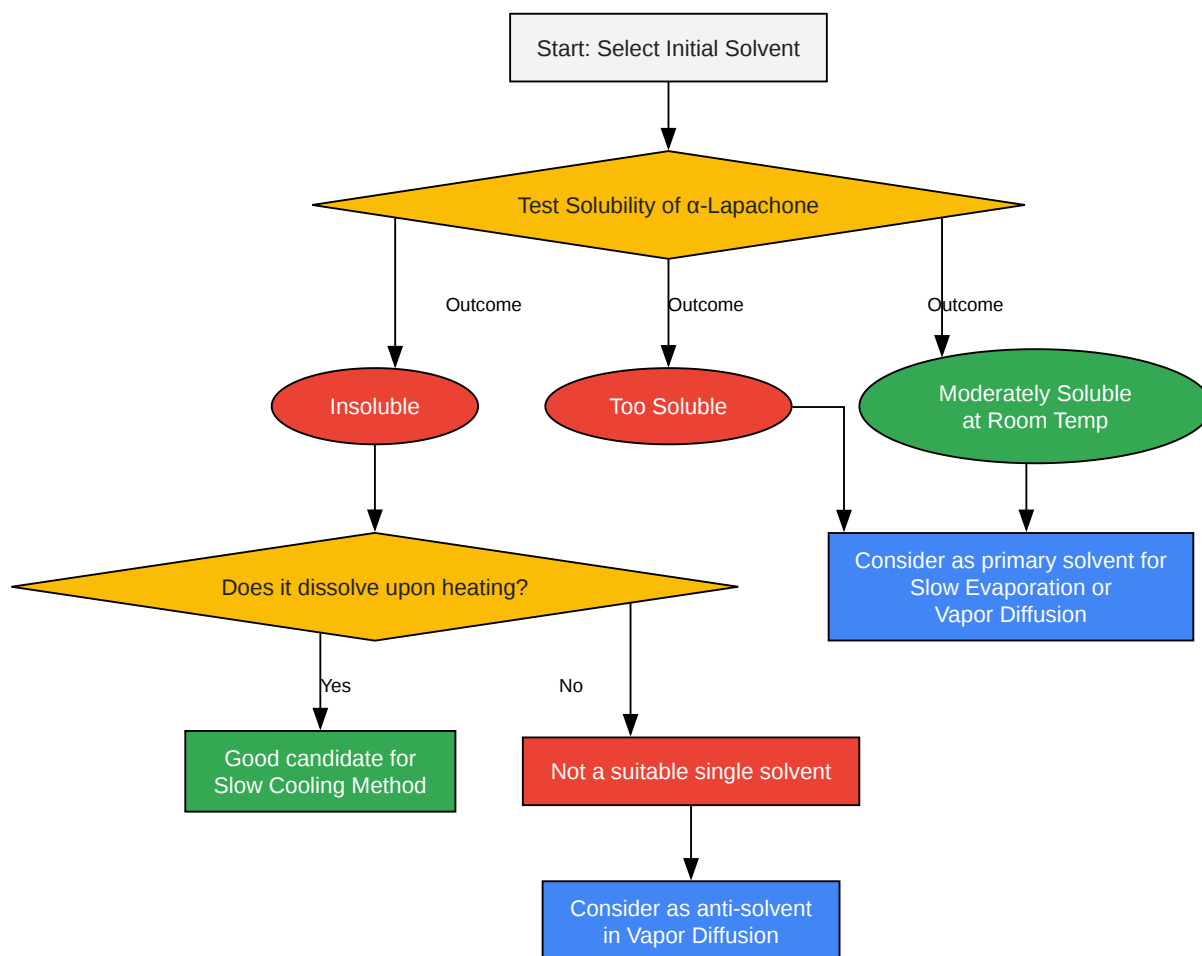 Start: Select Initial Solvent
Test Solubility of α-Lapachone
Outcome
Outcome
Outcome
Insoluble
Too Soluble
Moderately Soluble
at Room Temp
Does it dissolve upon heating?
Consider as primary solvent for
Slow Evaporation or
Vapor Diffusion
Yes
No
Good candidate for
Slow Cooling Method
Not a suitable single solvent
Consider as anti-solvent
in Vapor Diffusion